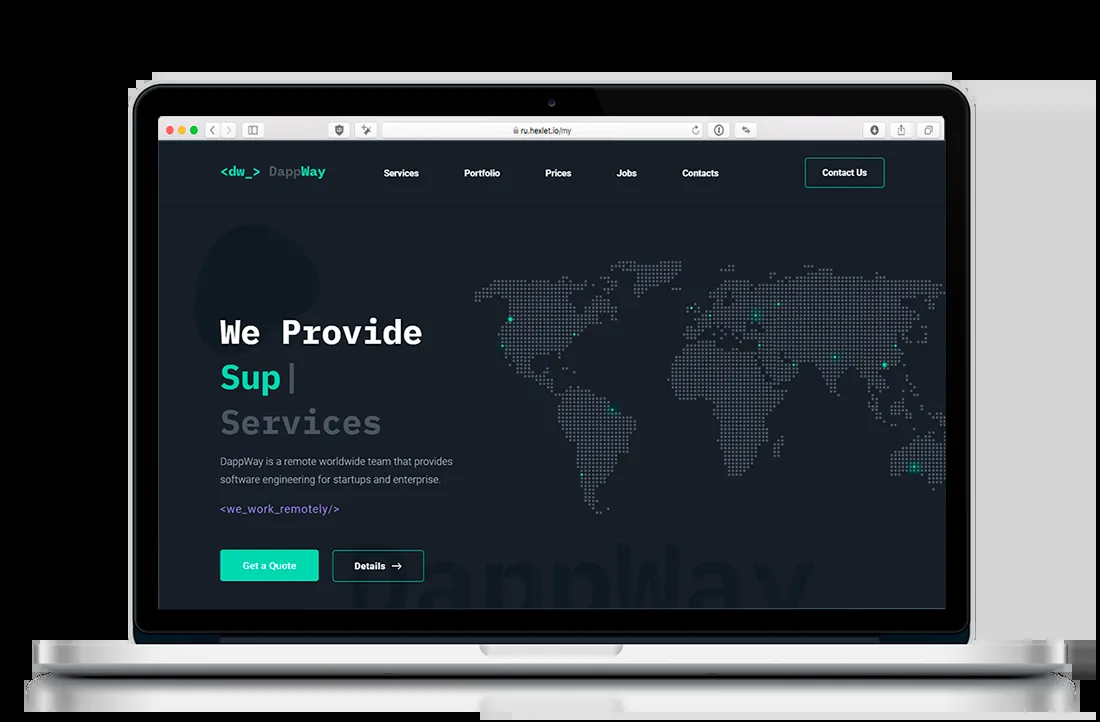 ru.hexlet.io/my
<dw_> DappWay
Services
Portfolio
Prices
Jobs
Contacts
Contact Us
We Provide
Sup|
Services
DappWay is a remote worldwide team that provides
software engineering for startups and enterprise.
<we_work_remotely/>
Get a Quote
Details →
DappWay